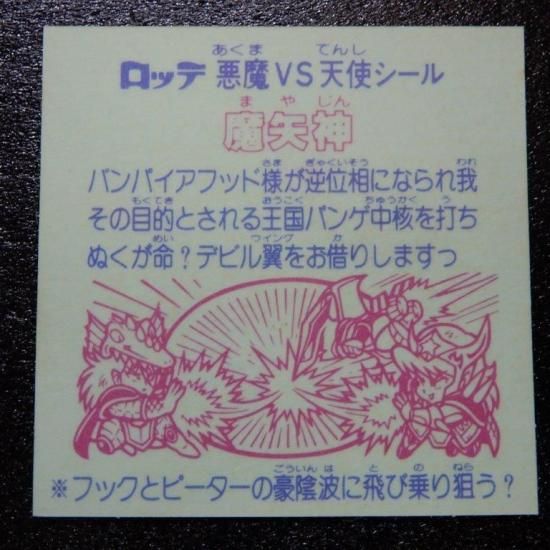 あくま てんし
ロッテ 悪魔VS天使シール
ま や じん
魔矢神
さま ぎゃくいそう われ
バンパイアフッド様が逆位相になられ我
もくてき おうこく ちゅうかく う
その目的とされる王国パンゲ中核を打ち
めい ウイング か
ぬくが命?デビル翼をお借りしますっ
ごういん は と の ねら
※フックとピーターの豪陰波に飛び乗り狙う?